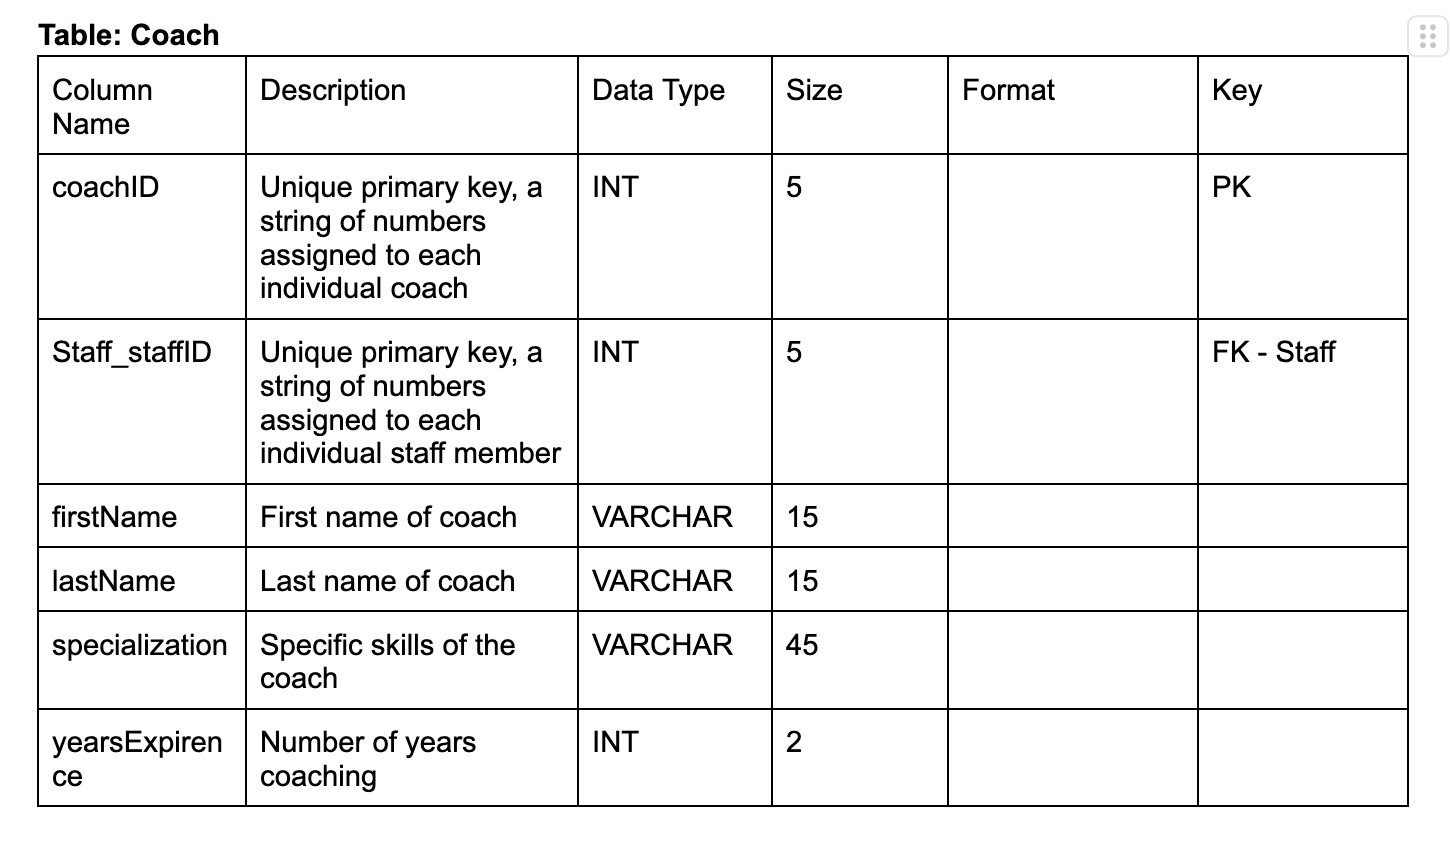 Table: Coach
Column Description Data Type Size Format Key
Name
coachID Unique primary key, a INT 5 PK
string of numbers
assigned to each
individual coach
Staff_staffID Unique primary key, a INT 5 FK - Staff
string of numbers
assigned to each
individual staff member
firstName First name of coach VARCHAR 15
lastName Last name of coach VARCHAR 15
specialization Specific skills of the VARCHAR 45
coach
yearsExpiren Number of years INT 2
ce coaching